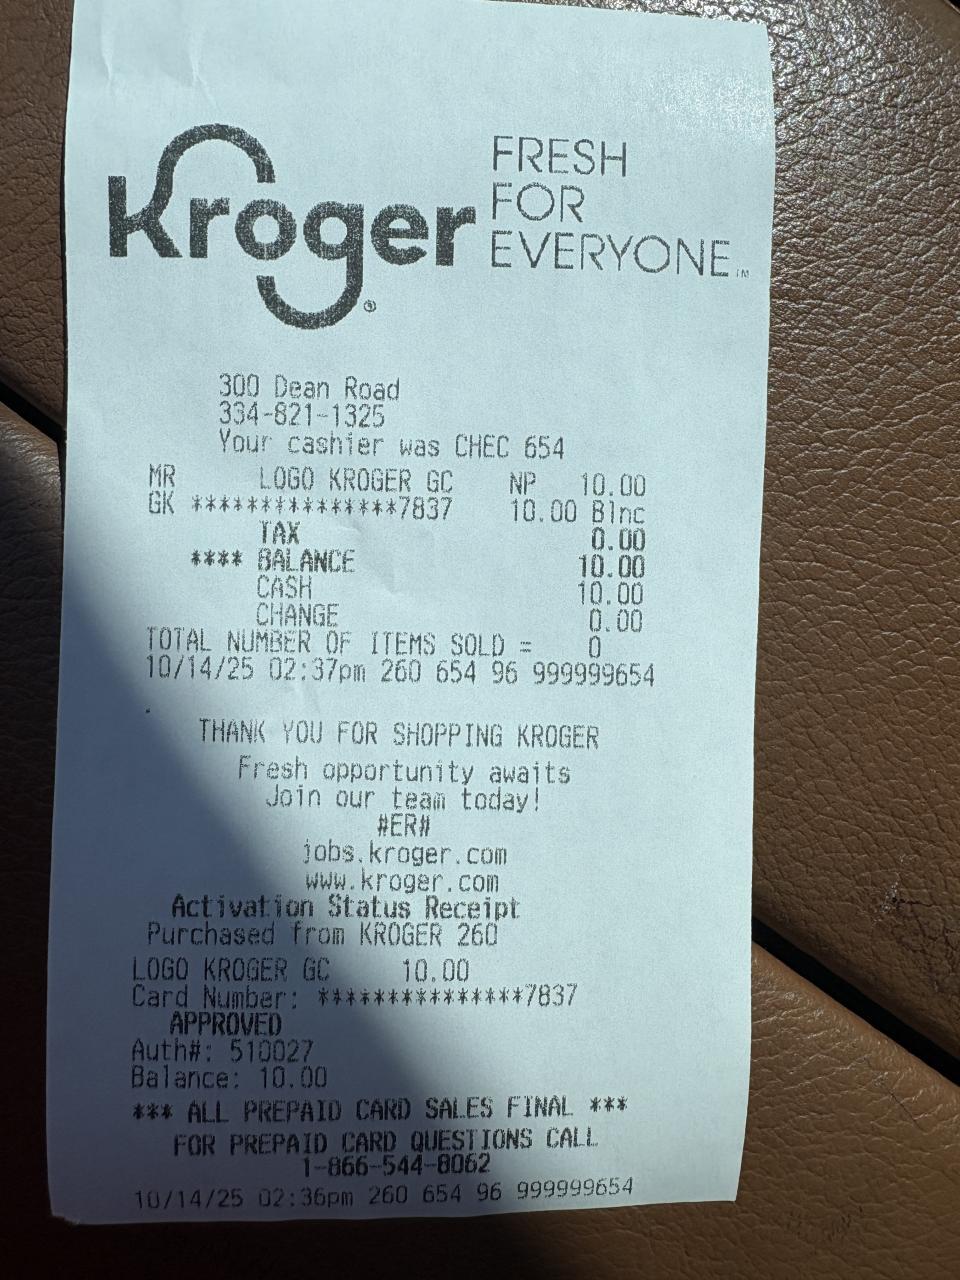 Kroger®
FRESH
FOR
EVERYONE™
300 Dean Road
334-821-1325
Your cashier was CHEC 654
MR LOGO KROGER GC NP 10.00
GK ***************7837 10.00 Blnc
TAX 0.00
**** BALANCE 10.00
CASH 10.00
CHANGE 0.00
TOTAL NUMBER OF ITEMS SOLD = 0
10/14/25 02:37pm 260 654 96 999999654
THANK YOU FOR SHOPPING KROGER
Fresh opportunity awaits
Join our team today!
#ER#
jobs.kroger.com
www.kroger.com
Activation Status Receipt
Purchased from KROGER 260
LOGO KROGER GC 10.00
Card Number: ***************7837
APPROVED
Auth#: 510027
Balance: 10.00
*** ALL PREPAID CARD SALES FINAL ***
FOR PREPAID CARD QUESTIONS CALL
1-866-544-8062
10/14/25 02:36pm 260 654 96 999999654